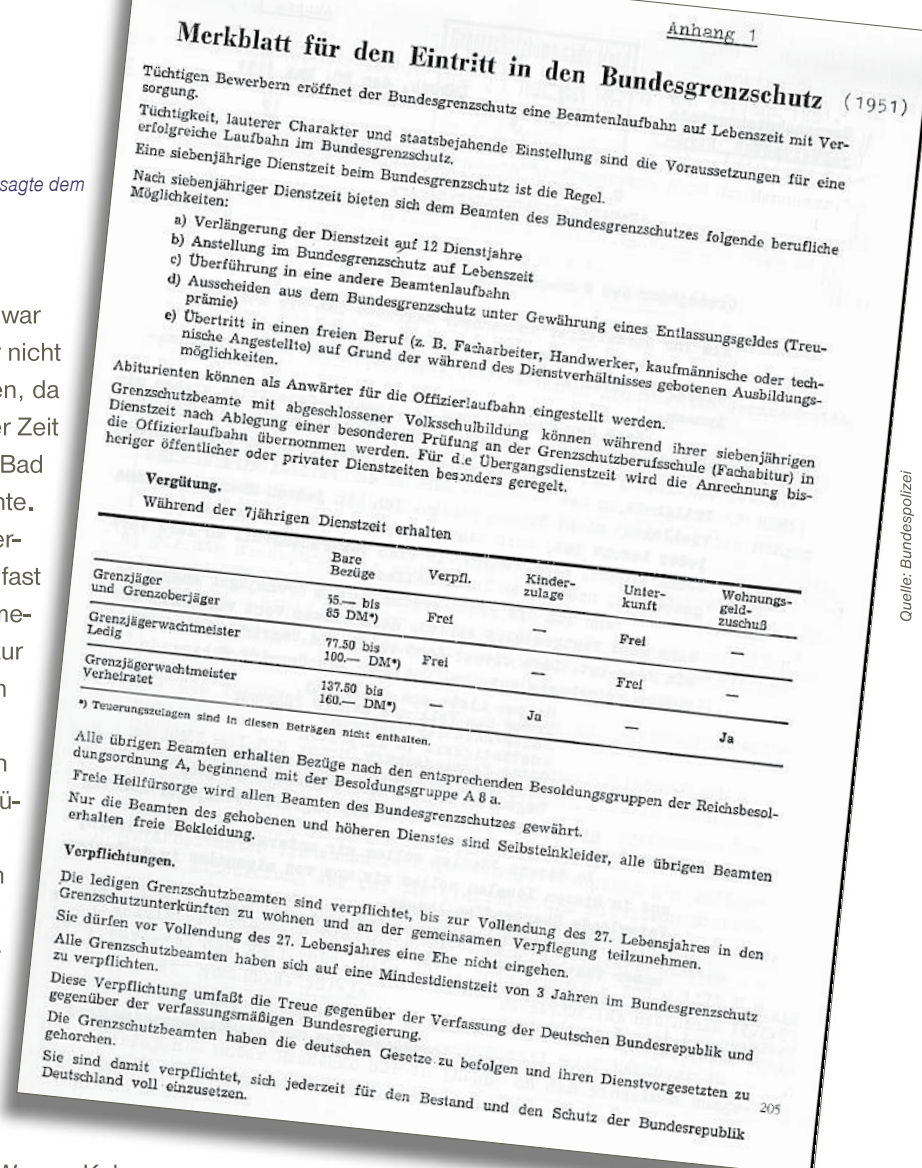 Anhang 1
Merkblatt für den Eintritt in den Bundesgrenzschutz (1951)
Tüchtigen Bewerbern eröffnet der Bundesgrenzschutz eine Beamtenlaufbahn auf Lebenszeit mit Ver-
sorgung.
Tüchtigkeit, lauterer Charakter und staatsbejahende Einstellung sind die Voraussetzungen für eine
erfolgreiche Laufbahn im Bundesgrenzschutz.
Eine siebenjährige Dienstzeit beim Bundesgrenzschutz ist die Regel.
Nach siebenjähriger Dienstzeit bieten sich dem Beamten des Bundesgrenzschutzes folgende berufliche
Möglichkeiten:
a) Verlängerung der Dienstzeit auf 12 Dienstjahre
b) Anstellung im Bundesgrenzschutz auf Lebenszeit
c) Überführung in eine andere Beamtenlaufbahn
d) Ausscheiden aus dem Bundesgrenzschutz unter Gewährung eines Entlassungsgeldes (Treu-
prämie)
e) Übertritt in einen freien Beruf (z. B. Facharbeiter, Handwerker, kaufmännische oder tech-
nische Angestellte) auf Grund der während des Dienstverhältnisses gebotenen Ausbildungs-
möglichkeiten.
Abiturienten können als Anwärter für die Offizierlaufbahn eingestellt werden.
Grenzschutzbeamte mit abgeschlossener Volksschulbildung können während ihrer siebenjährigen
Dienstzeit nach Ablegung einer besonderen Prüfung an der Grenzschutzberufsschule (Fachabitur) in
die Offizierlaufbahn übernommen werden. Für die Übergangsdienstzeit wird die Anrechnung bis-
heriger öffentlicher oder privater Dienstzeiten besonders geregelt.
Vergütung.
Während der 7jährigen Dienstzeit erhalten
Bare Bezüge Verpfl. Kinder-zulage Unter-kunft Wohnungs-geld-zuschuß
Grenzjäger
und Grenzoberjäger bis 85 DM*) Frei — Frei —
Grenzjägerwachtmeister
Ledig 77.50 bis 100.— DM*) Frei — Frei —
Grenzjägerwachtmeister
Verheiratet 137.50 bis 160.— DM*) — Ja — Ja
*) Teuerungszulagen sind in diesen Beträgen nicht enthalten.
Alle übrigen Beamten erhalten Bezüge nach den entsprechenden Besoldungsgruppen der Reichsbesol-
dungsordnung A, beginnend mit der Besoldungsgruppe A 8 a.
Freie Heilfürsorge wird allen Beamten des Bundesgrenzschutzes gewährt.
Nur die Beamten des gehobenen und höheren Dienstes sind Selbsteinkleider, alle übrigen Beamten
erhalten freie Bekleidung.
Verpflichtungen.
Die ledigen Grenzschutzbeamten sind verpflichtet, bis zur Vollendung des 27. Lebensjahres in den
Grenzschutzunterkünften zu wohnen und an der gemeinsamen Verpflegung teilzunehmen.
Sie dürfen vor Vollendung des 27. Lebensjahres eine Ehe nicht eingehen.
Alle Grenzschutzbeamten haben sich auf eine Mindestdienstzeit von 3 Jahren im Bundesgrenzschutz
zu verpflichten.
Diese Verpflichtung umfaßt die Treue gegenüber der Verfassung der Deutschen Bundesrepublik und
gegenüber der verfassungsmäßigen Bundesregierung.
Die Grenzschutzbeamten haben die deutschen Gesetze zu befolgen und ihren Dienstvorgesetzten zu
gehorchen.
Sie sind damit verpflichtet, sich jederzeit für den Bestand und den Schutz der Bundesrepublik
Deutschland voll einzusetzen.
205
Quelle: Bundespolizei
sagte dem
war
nicht
en, da
er Zeit
Bad
nte.
er-
fast
me-
ur
n
n
ü-
n